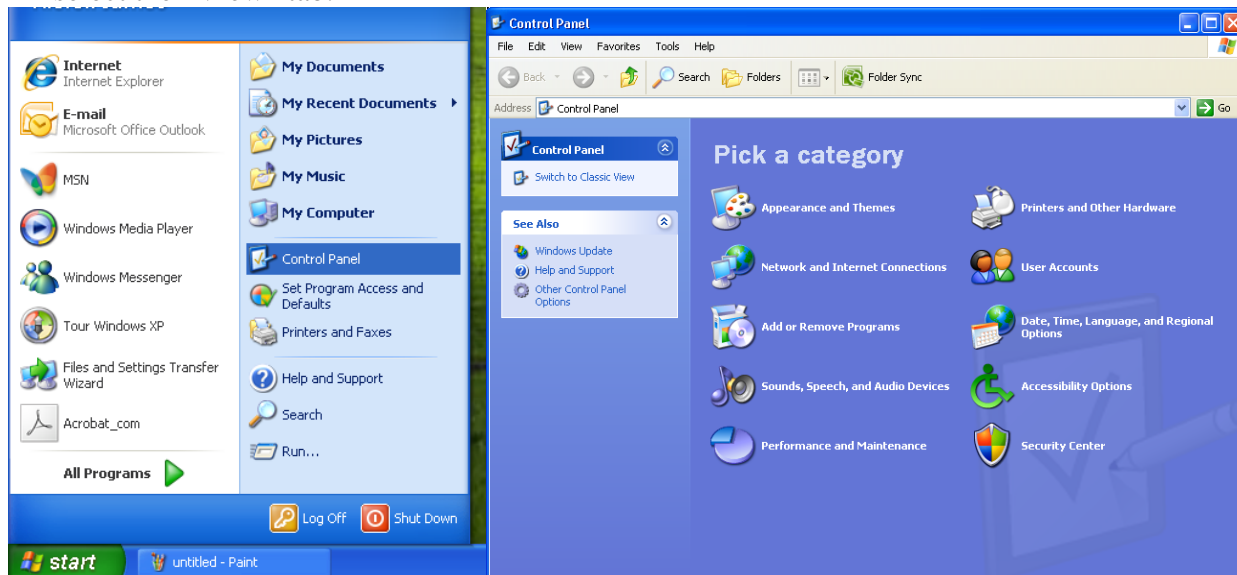 Internet
Internet Explorer
E-mail
Microsoft Office Outlook
MSN
Windows Media Player
Windows Messenger
Tour Windows XP
Files and Settings Transfer
Wizard
Acrobat_com
All Programs
My Documents
My Recent Documents
My Pictures
My Music
My Computer
Control Panel
Set Program Access and
Defaults
Printers and Faxes
Help and Support
Search
Run...
Log Off
Shut Down
start
untitled - Paint
Control Panel
File Edit View Favorites Tools Help
Back Search Folders Folder Sync
Address Control Panel Go
Control Panel
Switch to Classic View
See Also
Windows Update
Help and Support
Other Control Panel
Options
Pick a category
Appearance and Themes
Printers and Other Hardware
Network and Internet Connections
User Accounts
Add or Remove Programs
Date, Time, Language, and Regional
Options
Sounds, Speech, and Audio Devices
Accessibility Options
Performance and Maintenance
Security Center